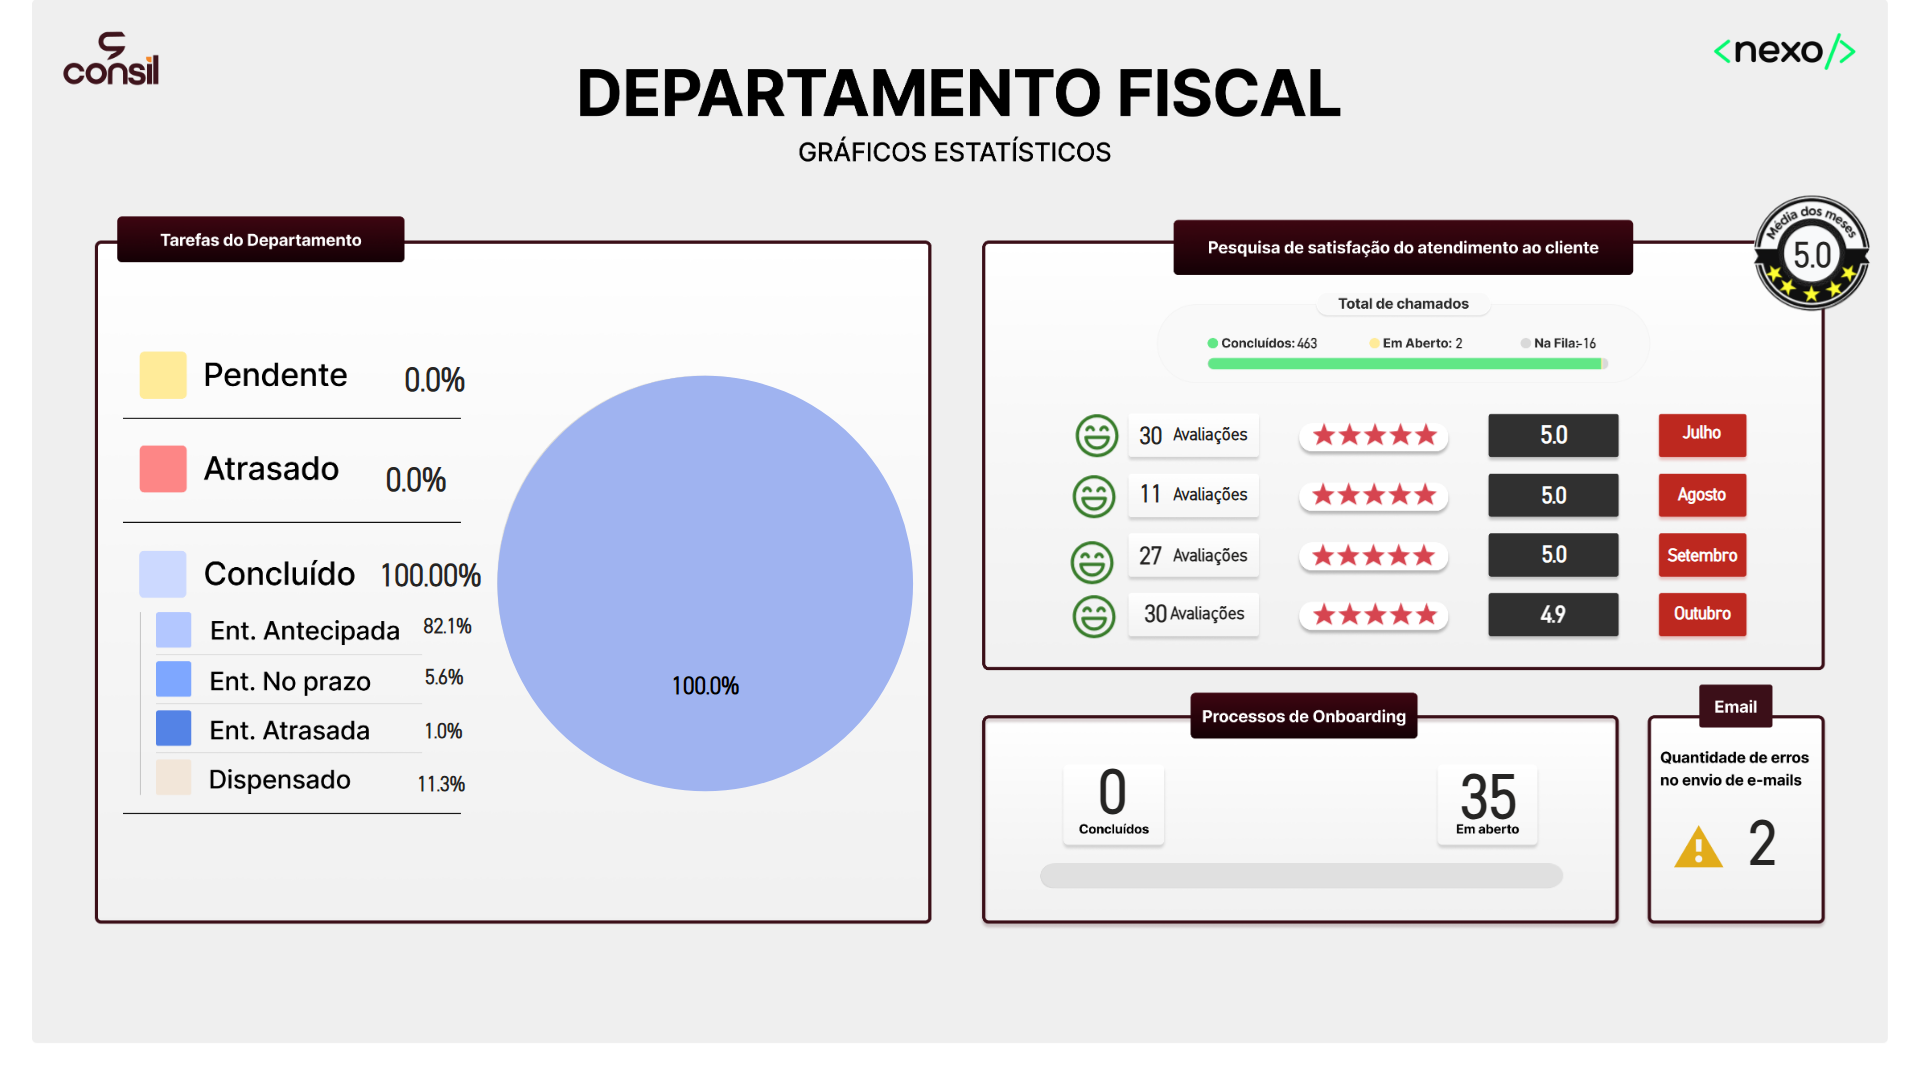 consil
<nexo/>
DEPARTAMENTO FISCAL
GRÁFICOS ESTATÍSTICOS
Tarefas do Departamento
Pendente 0.0%
Atrasado 0.0%
Concluído 100.00%
Ent. Antecipada 82.1%
Ent. No prazo 5.6%
Ent. Atrasada 1.0%
Dispensado 11.3%
100.0%
Pesquisa de satisfação do atendimento ao cliente
Média dos meses
5.0
Total de chamados
Concluídos: 463 Em Aberto: 2 Na Fila:-16
30 Avaliações 5.0 Julho
11 Avaliações 5.0 Agosto
27 Avaliações 5.0 Setembro
30 Avaliações 4.9 Outubro
Processos de Onboarding
0
Concluídos
35
Em aberto
Email
Quantidade de erros
no envio de e-mails
2